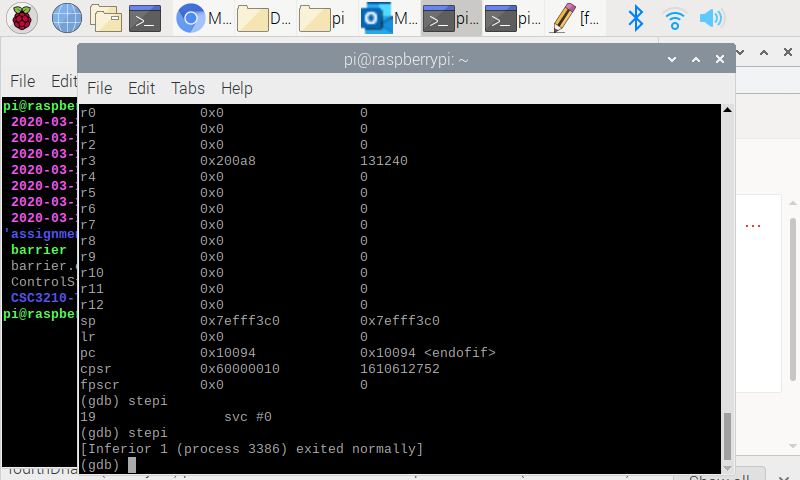 M...
D...
pi
M...
pi...
pi...
[f...
pi@raspberrypi: ~
File Edit
File Edit Tabs Help
pi@raspber
2020-03-
2020-03-
2020-03-
2020-03-
2020-03-
2020-03-
2020-03-
'assignme
barrier
barrier.
ControlS
CSC3210-
pi@raspber
r0 0x0 0
r1 0x0 0
r2 0x0 0
r3 0x200a8 131240
r4 0x0 0
r5 0x0 0
r6 0x0 0
r7 0x0 0
r8 0x0 0
r9 0x0 0
r10 0x0 0
r11 0x0 0
r12 0x0 0
sp 0x7efff3c0 0x7efff3c0
lr 0x0 0
pc 0x10094 0x10094 <endofif>
cpsr 0x60000010 1610612752
fpscr 0x0 0
(gdb) stepi
19 svc #0
(gdb) stepi
[Inferior 1 (process 3386) exited normally]
(gdb)
Show all